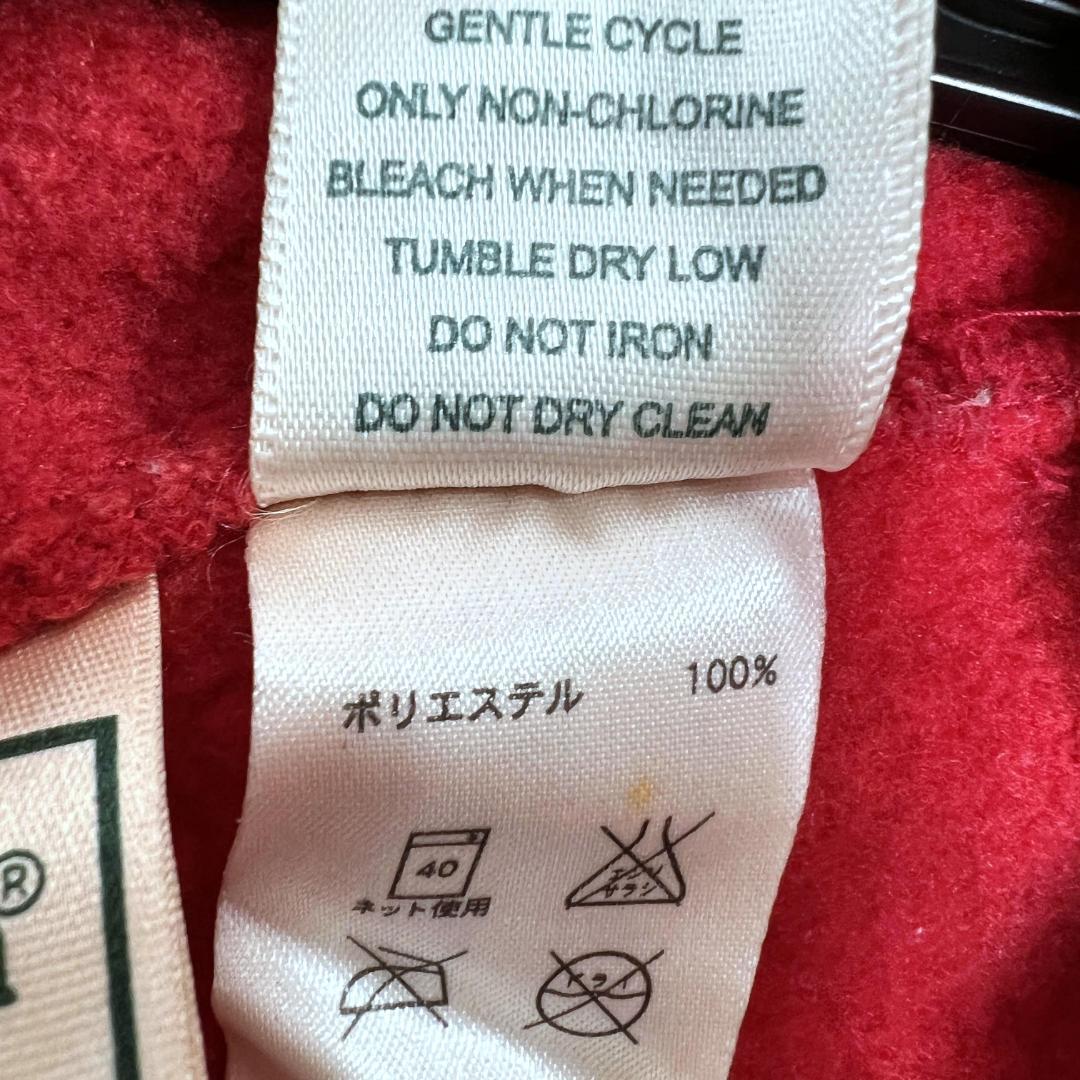 GENTLE CYCLE
ONLY NON-CHLORINE
BLEACH WHEN NEEDED
TUMBLE DRY LOW
DO NOT IRON
DO NOT DRY CLEAN
ポリエステル 100%
40
エンソ
サラシ
ネット使用
ドライ
®